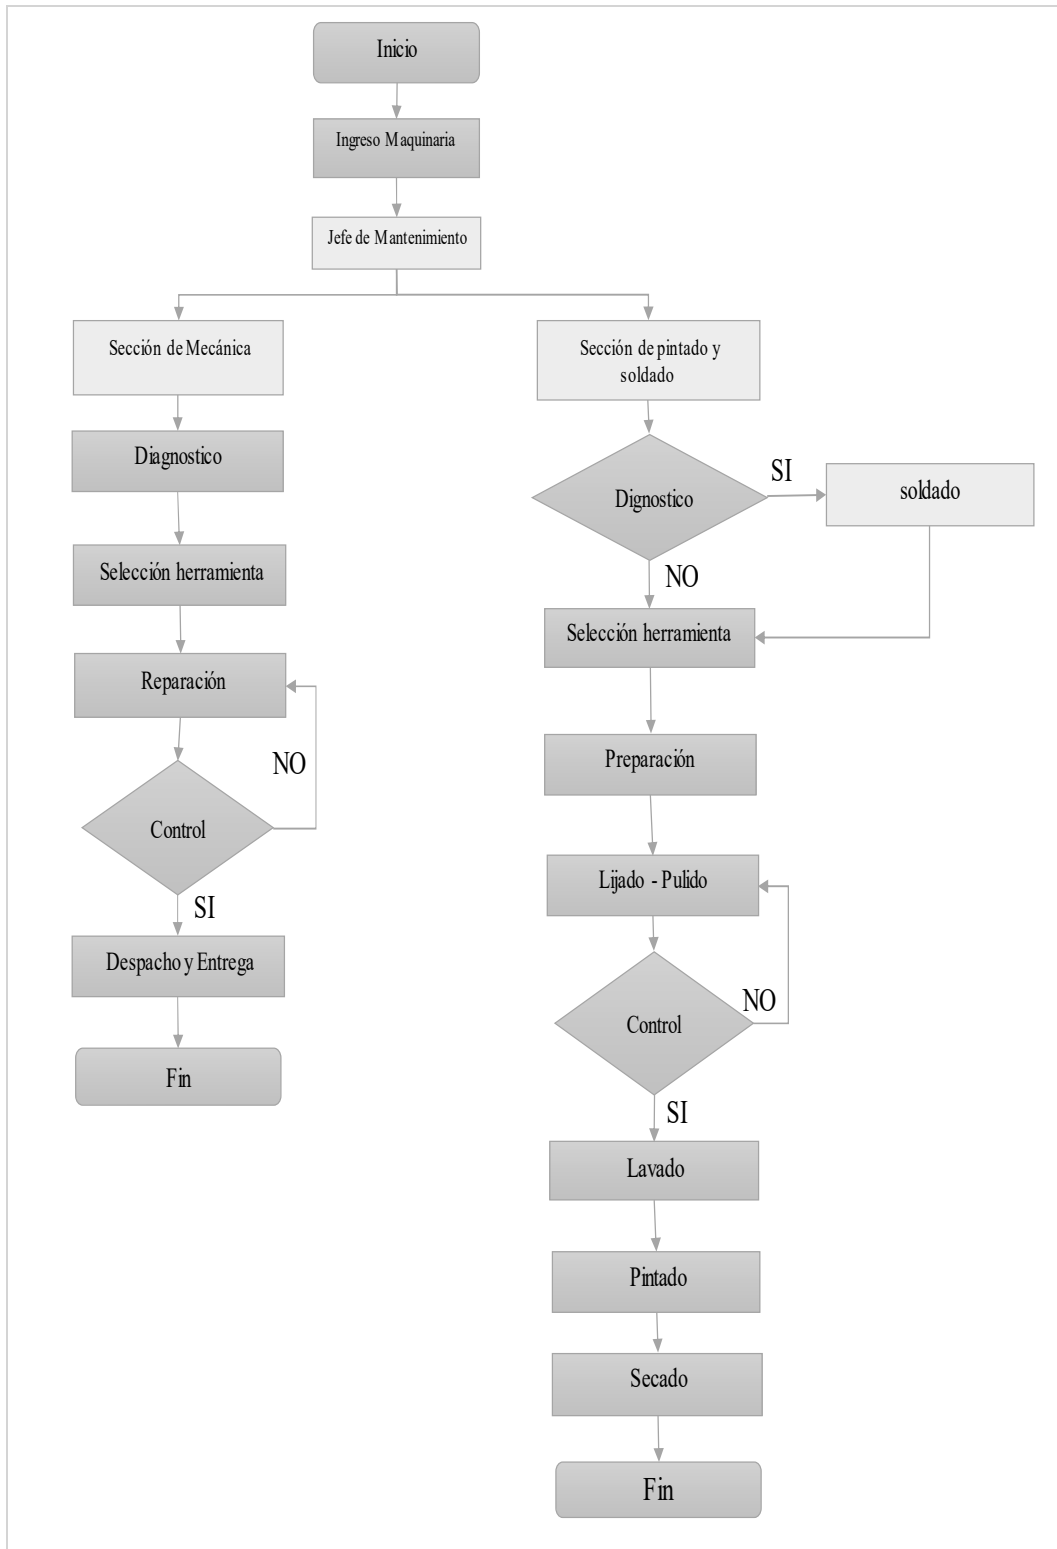 Inicio
Ingreso Maquinaria
Jefe de Mantenimiento
Sección de Mecánica
Diagnostico
Selección herramienta
Reparación
NO
Control
SI
Despacho y Entrega
Fin
Sección de pintado y
soldado
Dignostico
SI
soldado
NO
Selección herramienta
Preparación
Lijado - Pulido
NO
Control
SI
Lavado
Pintado
Secado
Fin